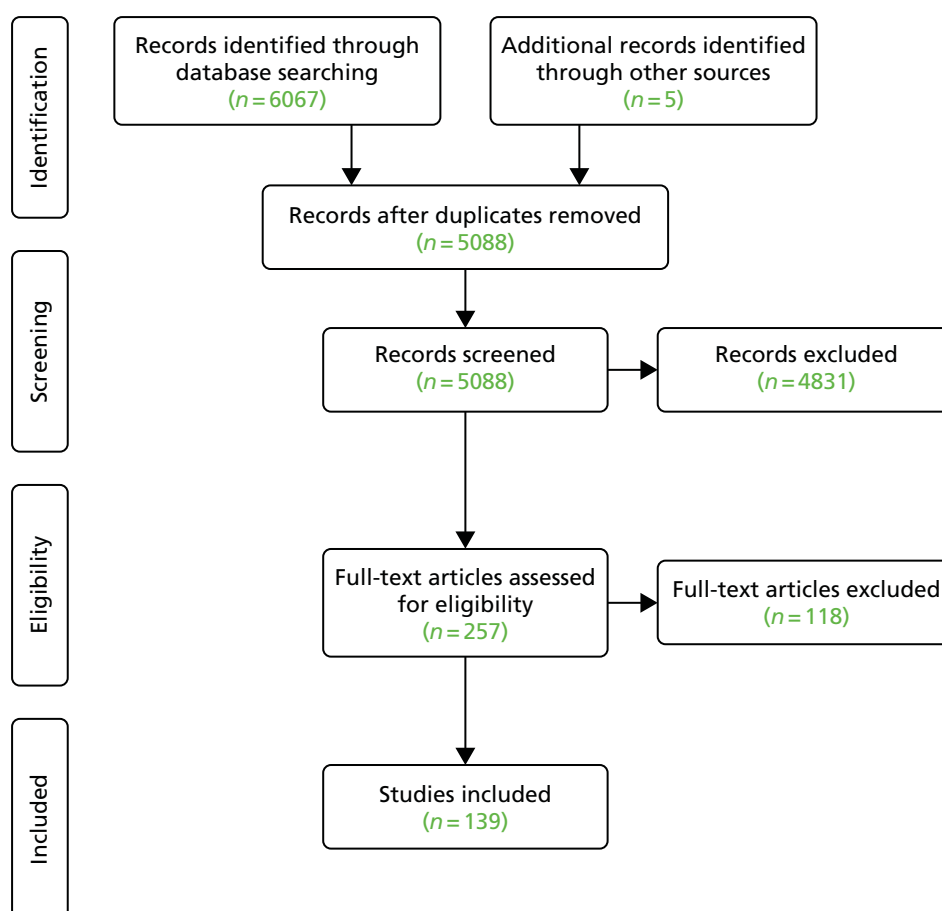 Identification
Records identified through
database searching
(n = 6067)
Additional records identified
through other sources
(n = 5)
Records after duplicates removed
(n = 5088)
Screening
Records screened
(n = 5088)
Records excluded
(n = 4831)
Eligibility
Full-text articles assessed
for eligibility
(n = 257)
Full-text articles excluded
(n = 118)
Included
Studies included
(n = 139)